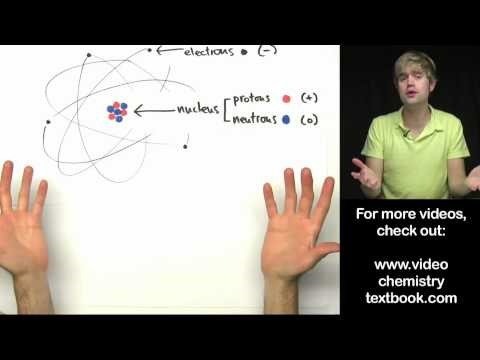 electrons (-)
nucleus protons (+)
neutrons (0)
For more videos,
check out:
www.video
chemistry
textbook.com